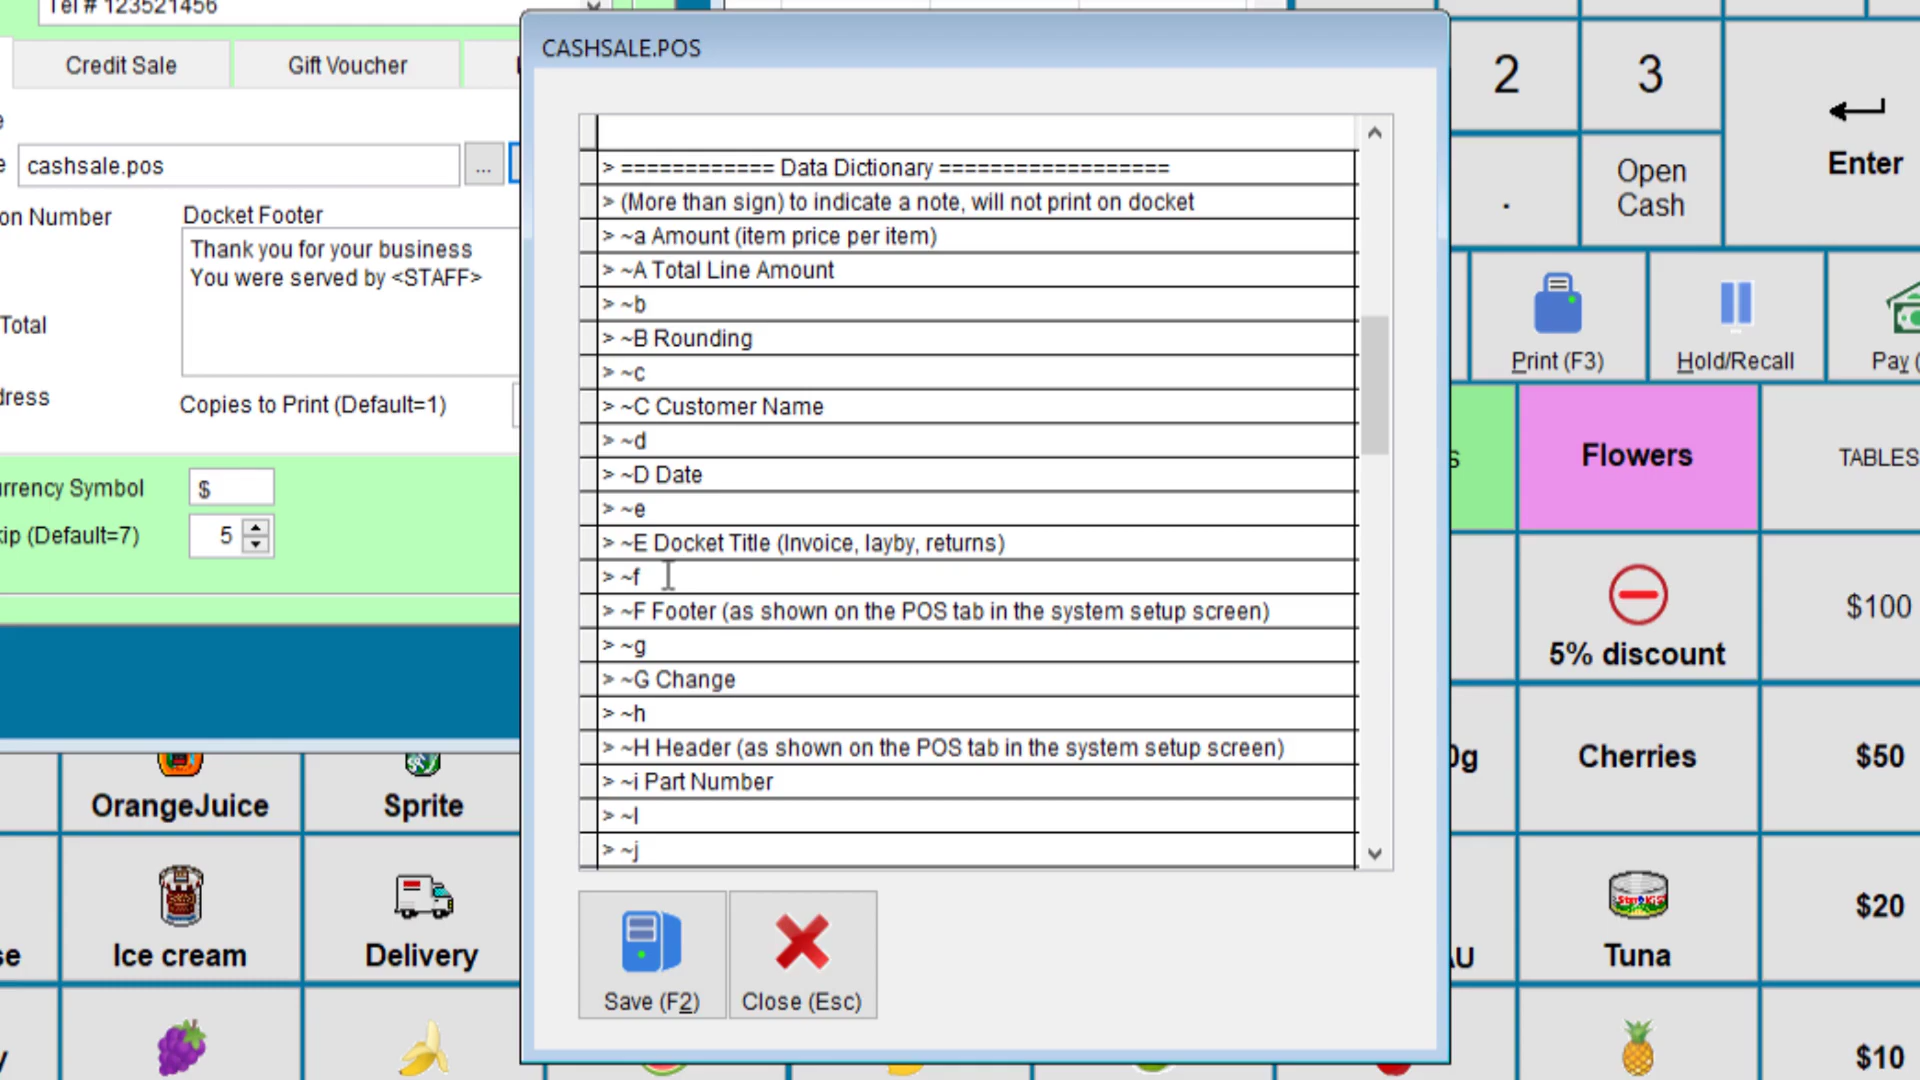 Tel # 123521456
Credit Sale
Gift Voucher
cashsale.pos
...
on Number
Docket Footer
Thank you for your business
You were served by <STAFF>
Total
Copies to Print (Default=1)
Currency Symbol
$
(Default=7)
5
CASHSALE.POS
> ============ Data Dictionary ==================
> (More than sign) to indicate a note, will not print on docket
> ~a Amount (item price per item)
> ~A Total Line Amount
> ~b
> ~B Rounding
> ~c
> ~C Customer Name
> ~d
> ~D Date
> ~e
> ~E Docket Title (Invoice, layby, returns)
> ~f
> ~F Footer (as shown on the POS tab in the system setup screen)
> ~g
> ~G Change
> ~h
> ~H Header (as shown on the POS tab in the system setup screen)
> ~i Part Number
> ~I
> ~j
Save (F2)
Close (Esc)
2
3
Enter
.
Open
Cash
Print (F3)
Hold/Recall
Pay (
Flowers
TABLES
5% discount
$100
0g
Cherries
$50
AU
Tuna
$20
$10
OrangeJuice
Sprite
Ice cream
Delivery